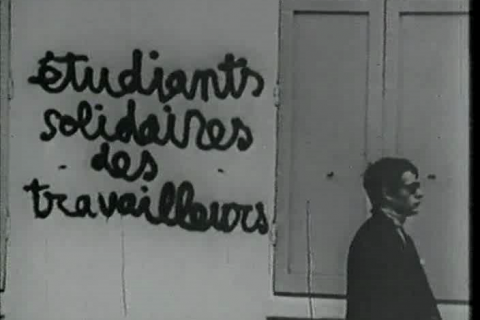 étudiants
solidaires
des
travailleurs